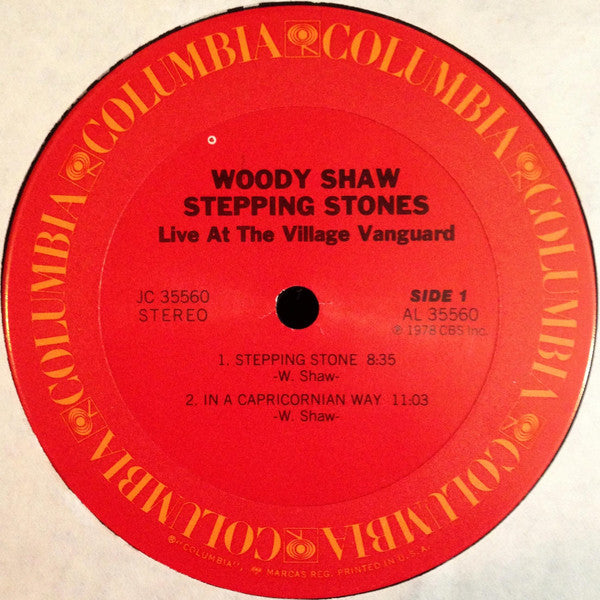 COLUMBIA COLUMBIA COLUMBIA COLUMBIA COLUMBIA COLUMBIA COLUMBIA COLUMBIA
WOODY SHAW
STEPPING STONES
Live At The Village Vanguard
JC 35560
STEREO
SIDE 1
AL 35560
℗ 1978 CBS Inc.
1. STEPPING STONE 8:35
-W. Shaw-
2. IN A CAPRICORNIAN WAY 11:03
-W. Shaw-
® "COLUMBIA", MARCAS REG. PRINTED IN U.S.A.